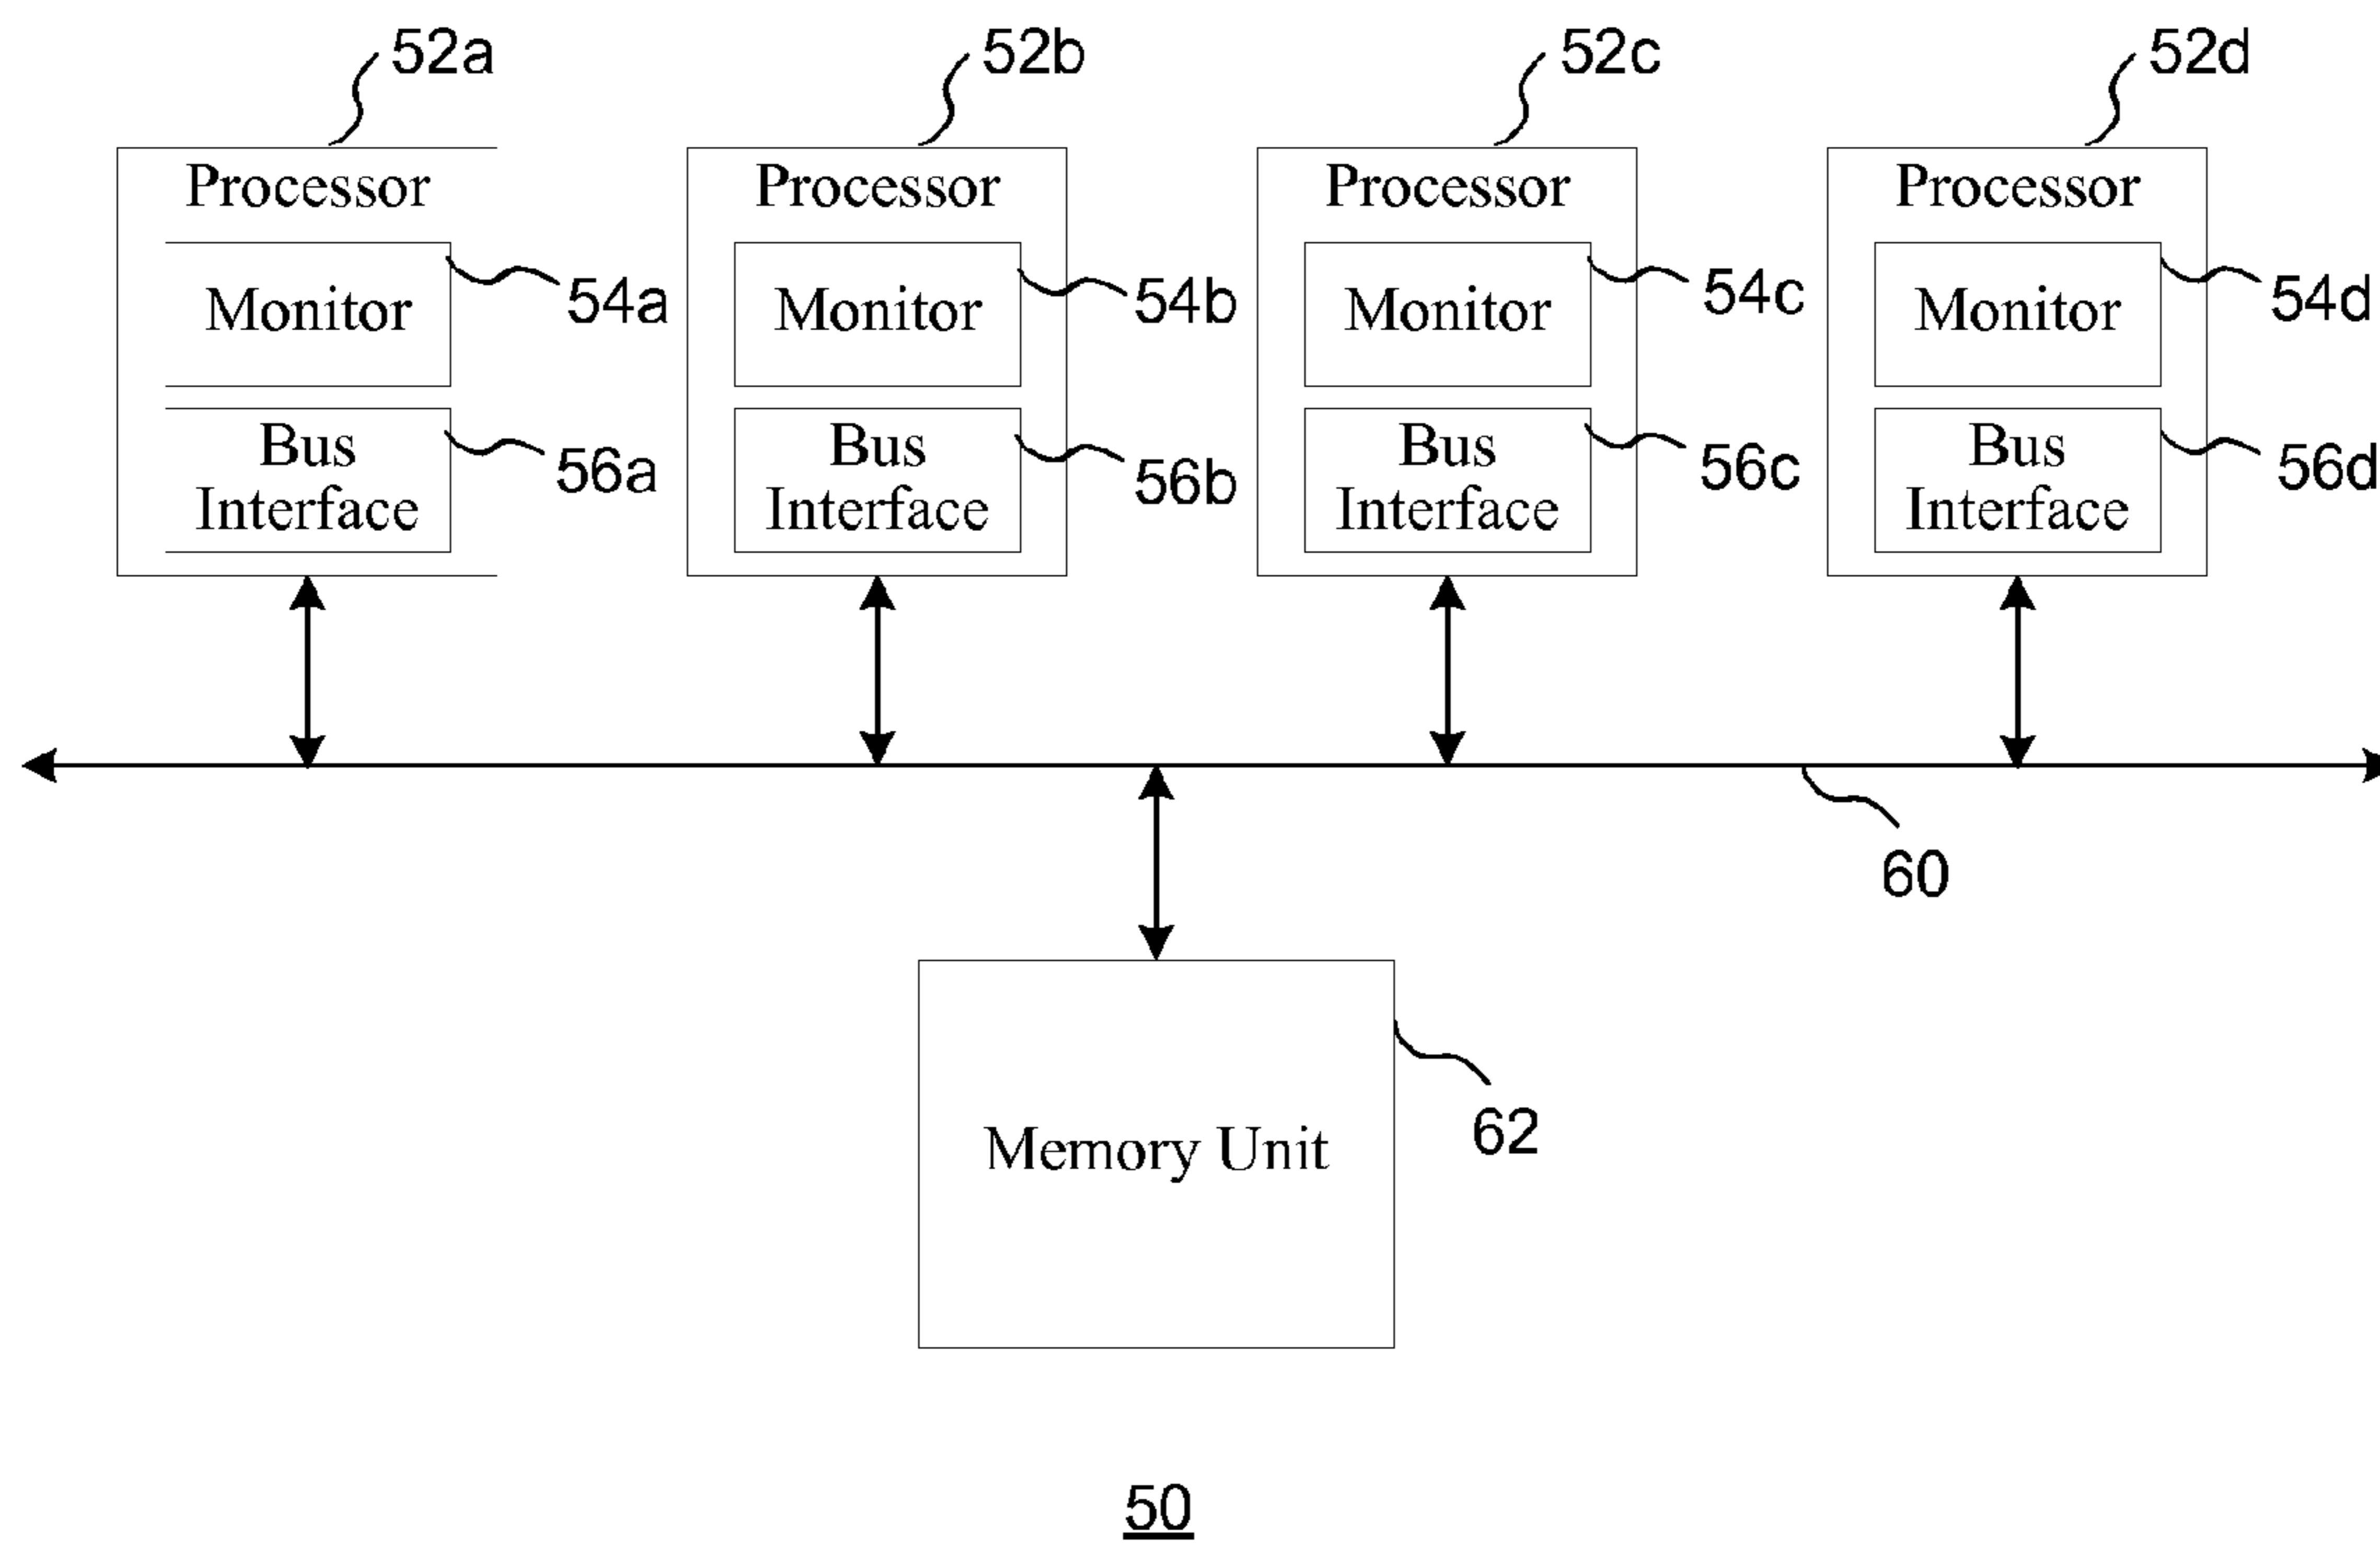 52a
52b
52c
52d
Processor
Processor
Processor
Processor
Monitor
54a
Monitor
54b
Monitor
54c
Monitor
54d
Bus
Interface
56a
Bus
Interface
56b
Bus
Interface
56c
Bus
Interface
56d
60
Memory Unit
62
50